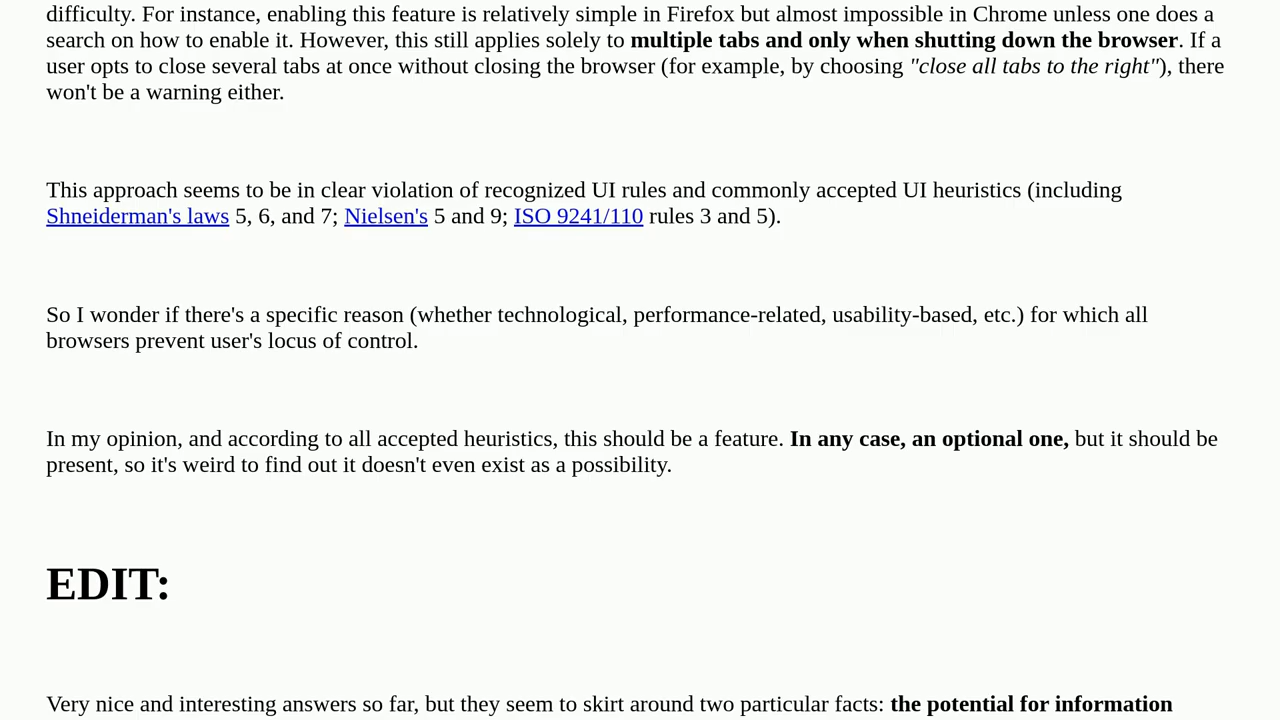 difficulty. For instance, enabling this feature is relatively simple in Firefox but almost impossible in Chrome unless one does a
search on how to enable it. However, this still applies solely to multiple tabs and only when shutting down the browser. If a
user opts to close several tabs at once without closing the browser (for example, by choosing "close all tabs to the right"), there
won't be a warning either.
This approach seems to be in clear violation of recognized UI rules and commonly accepted UI heuristics (including
Shneiderman's laws 5, 6, and 7; Nielsen's 5 and 9; ISO 9241/110 rules 3 and 5).
So I wonder if there's a specific reason (whether technological, performance-related, usability-based, etc.) for which all
browsers prevent user's locus of control.
In my opinion, and according to all accepted heuristics, this should be a feature. In any case, an optional one, but it should be
present, so it's weird to find out it doesn't even exist as a possibility.
EDIT:
Very nice and interesting answers so far, but they seem to skirt around two particular facts: the potential for information